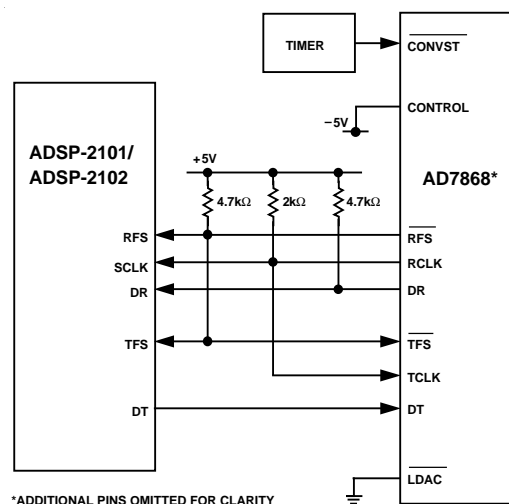 TIMER
CONVST
CONTROL
−5V
ADSP-2101/
ADSP-2102
+5V
AD7868*
4.7kΩ
2kΩ
4.7kΩ
RFS
RFS
SCLK
RCLK
DR
DR
TFS
TFS
TCLK
DT
DT
LDAC
*ADDITIONAL PINS OMITTED FOR CLARITY